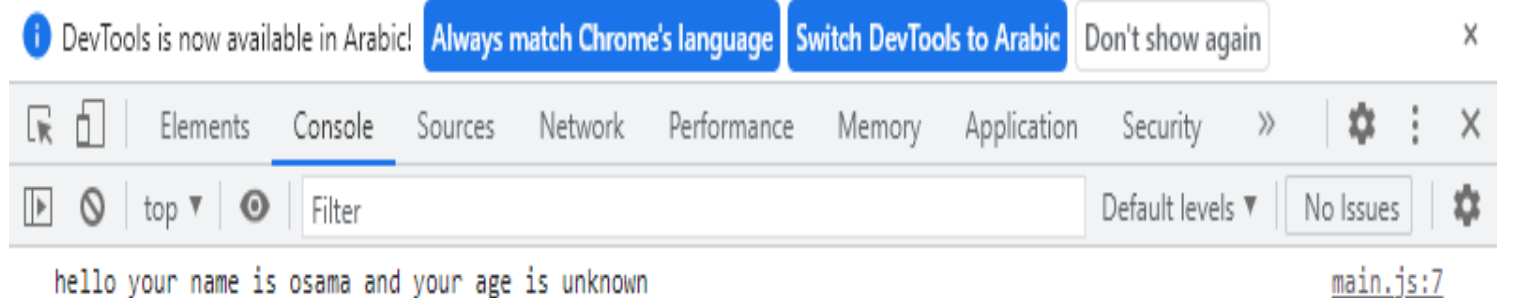 DevTools is now available in Arabic! Always match Chrome's language Switch DevTools to Arabic Don't show again
Elements Console Sources Network Performance Memory Application Security
top Filter Default levels No Issues
hello your name is osama and your age is unknown main.js:7